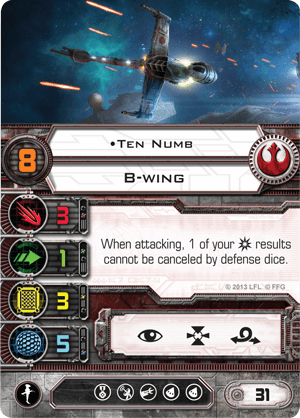 •Ten Numb
8
B-wing
3
1
When attacking, 1 of your results
cannot be canceled by defense dice.
© 2013 LFL © FFG
3
5
31